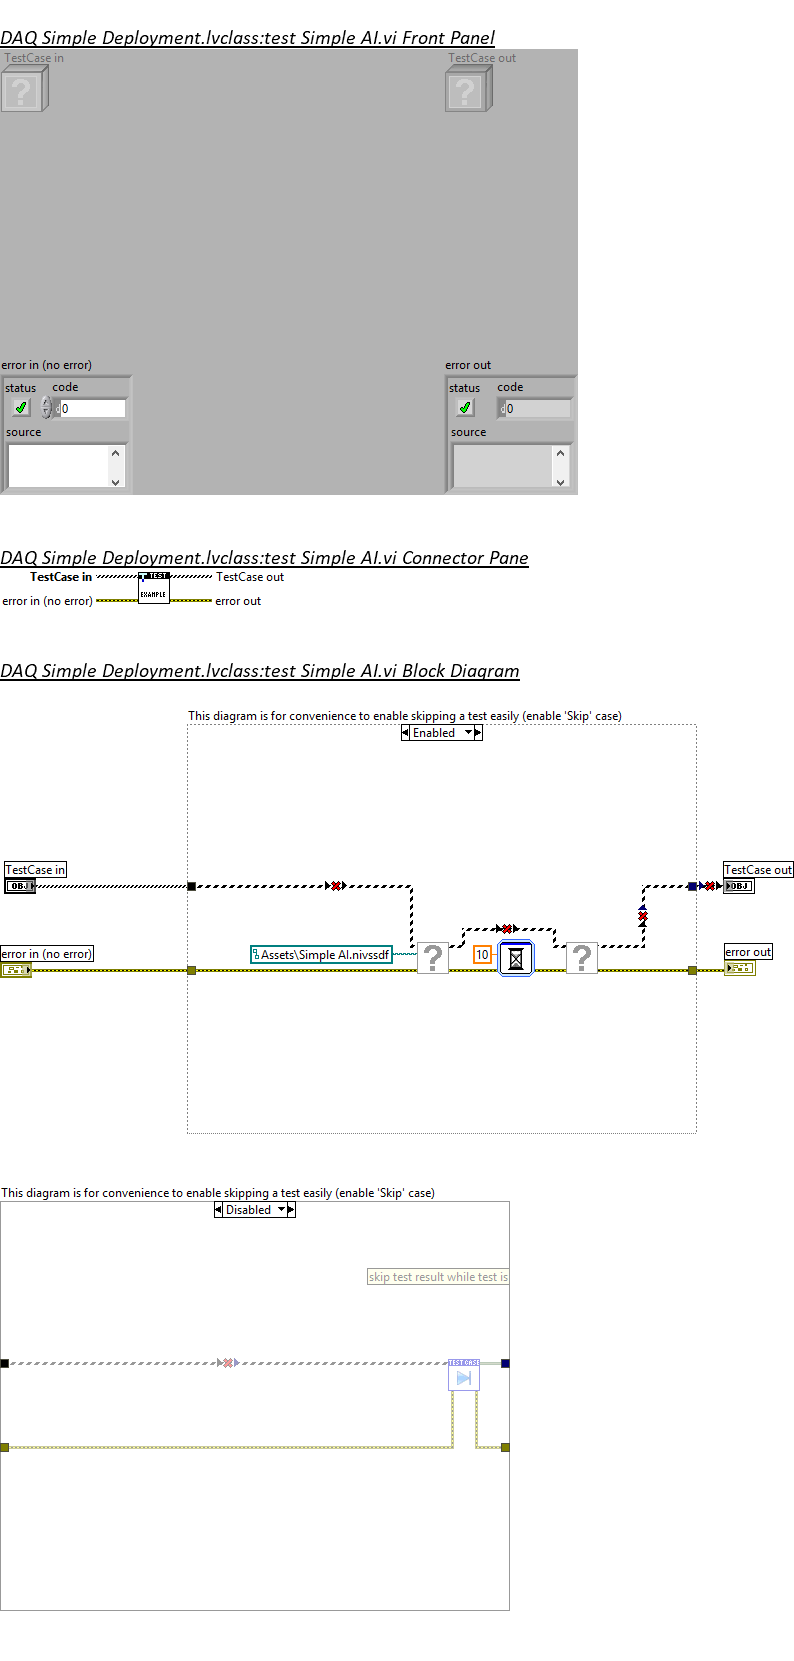 DAQ Simple Deployment.lvclass:test Simple AI.vi Front Panel
TestCase in
TestCase out
?
?
error in (no error)
error out
status
code
status
code
d
0
d
0
source
source
DAQ Simple Deployment.lvclass:test Simple AI.vi Connector Pane
TestCase in
TEST
TestCase out
error in (no error)
EXAMPLE
error out
DAQ Simple Deployment.lvclass:test Simple AI.vi Block Diagram
This diagram is for convenience to enable skipping a test easily (enable 'Skip' case)
Enabled
TestCase in
TestCase out
OBJ
OBJ
error in (no error)
error out
Assets\Simple AI.nivssdf
?
10
?
This diagram is for convenience to enable skipping a test easily (enable 'Skip' case)
Disabled
skip test result while test is
TEST CASE